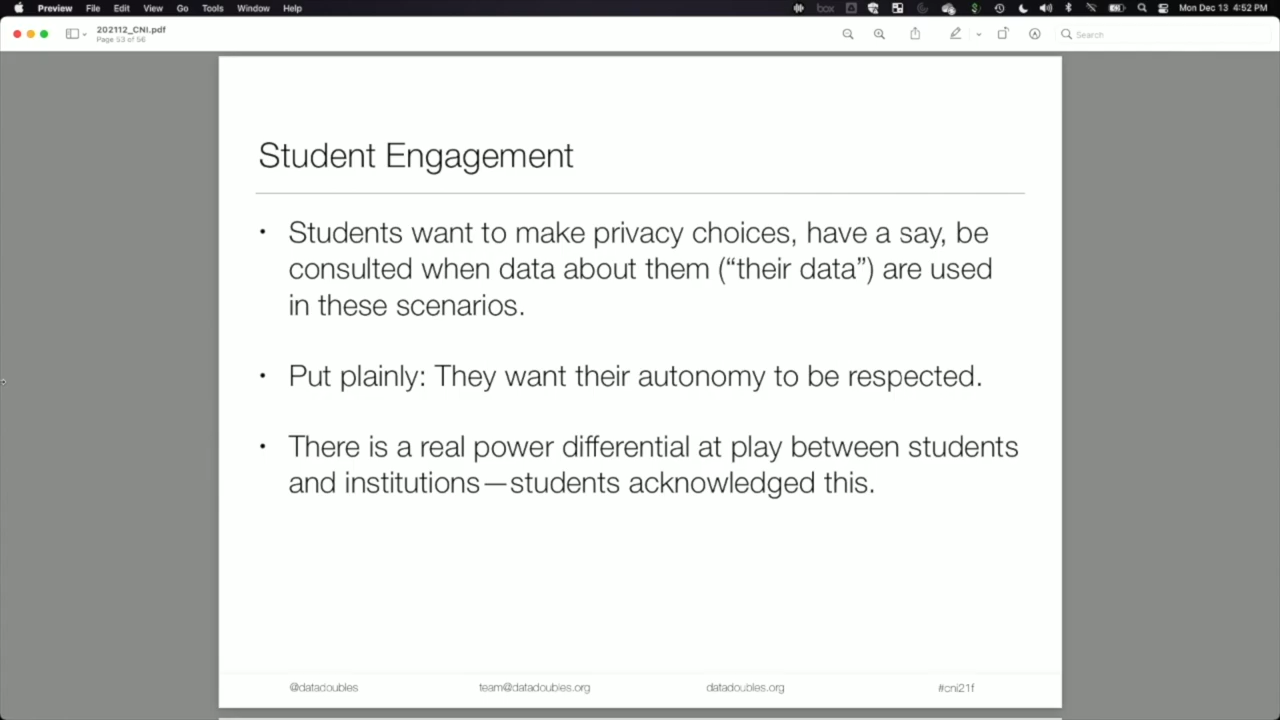 Preview File Edit View Go Tools Window Help
box
Mon Dec 13 4:52 PM
202112_CNI.pdf
Page 53 of 56
Search
Student Engagement
• Students want to make privacy choices, have a say, be
consulted when data about them (“their data”) are used
in these scenarios.
• Put plainly: They want their autonomy to be respected.
• There is a real power differential at play between students
and institutions—students acknowledged this.
@datadoubles
team@datadoubles.org
datadoubles.org
#cni21f